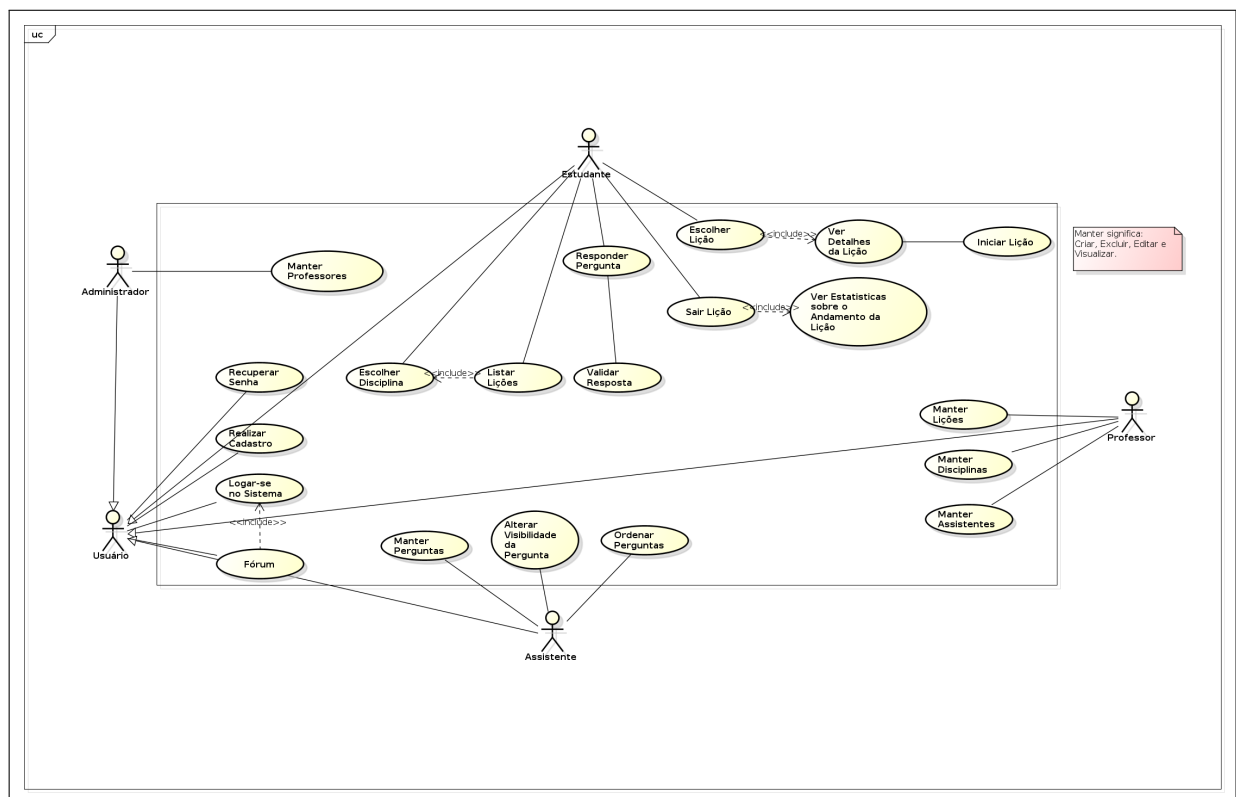 uc
Estudante
Escolher
Lição
<<include>>
Ver
Detalhes
da Lição
Iniciar Lição
Manter significa:
Criar, Excluir, Editar e
Visualizar.
Responder
Pergunta
Manter
Professores
Administrador
Sair Lição
<<include>>
Ver Estatisticas
sobre o
Andamento da
Lição
Recuperar
Senha
Escolher
Disciplina
<<include>>
Listar
Lições
Validar
Resposta
Manter
Lições
Professor
Realizar
Cadastro
Manter
Disciplinas
Logar-se
no Sistema
<<include>>
Manter
Assistentes
Usuário
Fórum
Manter
Perguntas
Alterar
Visibilidade
da
Pergunta
Ordenar
Perguntas
Assistente